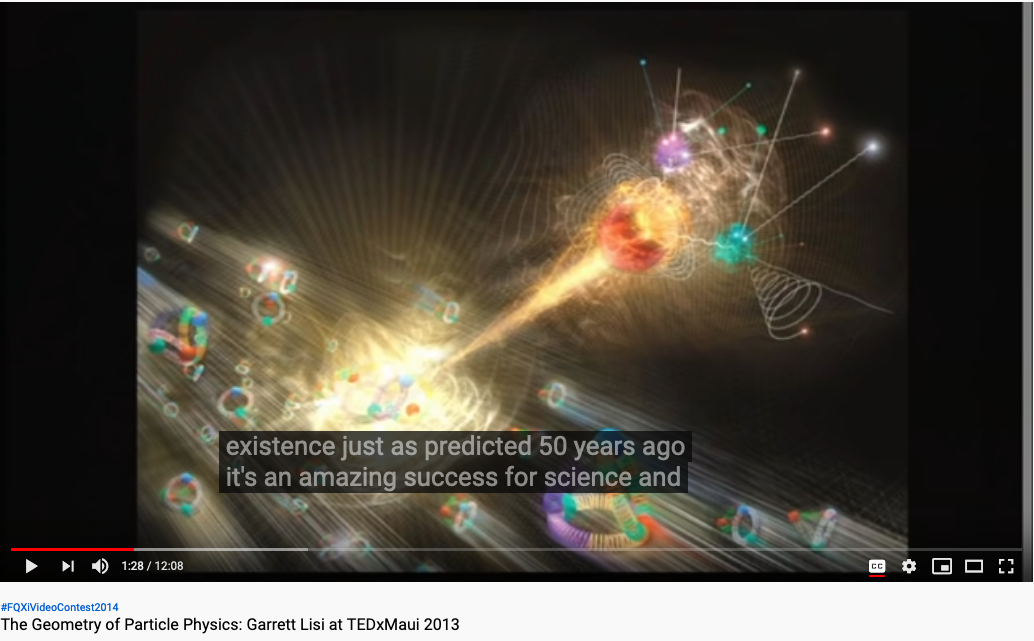 existence just as predicted 50 years ago
it's an amazing success for science and
1:28 / 12:08
CC
#FQXiVideoContest2014
The Geometry of Particle Physics: Garrett Lisi at TEDxMaui 2013